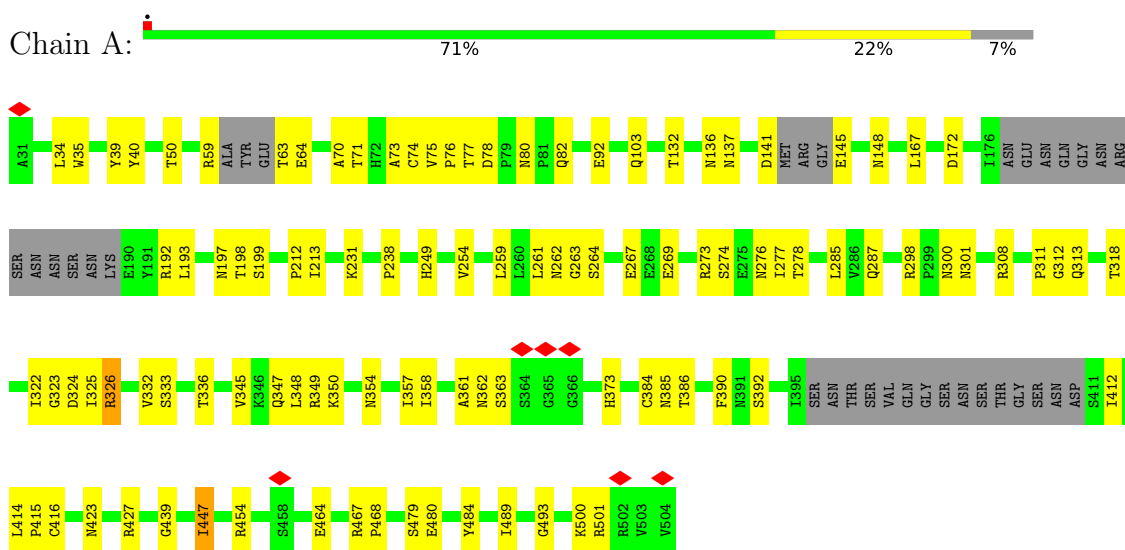 Chain A:
71% 22% 7%
A31 L34 W35 Y39 Y40 T50 R59 ALA TYR GLU T63 E64 A70 T71 H72 A73 C74 V75 P76 T77 D78 P79 N80 P81 Q82 E92 Q103 T132 N136 N137 D141 MET ARG GLY E145 N148 L167 D172 I176 ASN GLU ASN GLN GLY ASN ARG
SER ASN ASN SER ASN LYS E190 Y191 R192 L193 N197 T198 S199 P212 I213 K231 P238 H249 V254 L259 L260 L261 N262 G263 S264 E267 E268 E269 R273 S274 E275 N276 I277 T278 L285 V286 Q287 R298 P299 N300 N301 R308 P311 G312 Q313 T318
I322 G323 D324 I325 R326 V332 S333 T336 V345 K346 Q347 L348 R349 K350 N354 I357 I358 A361 N362 S363 S364 G365 G366 H373 C384 N385 T386 F390 N391 S392 I395 SER ASN THR SER VAL GLN GLY SER ASN SER THR GLY SER ASN ASP S411 I412
L414 P415 C416 N423 R427 G439 I447 R454 S458 E464 R467 P468 S479 E480 Y484 I489 G493 K500 R501 R502 V503 V504